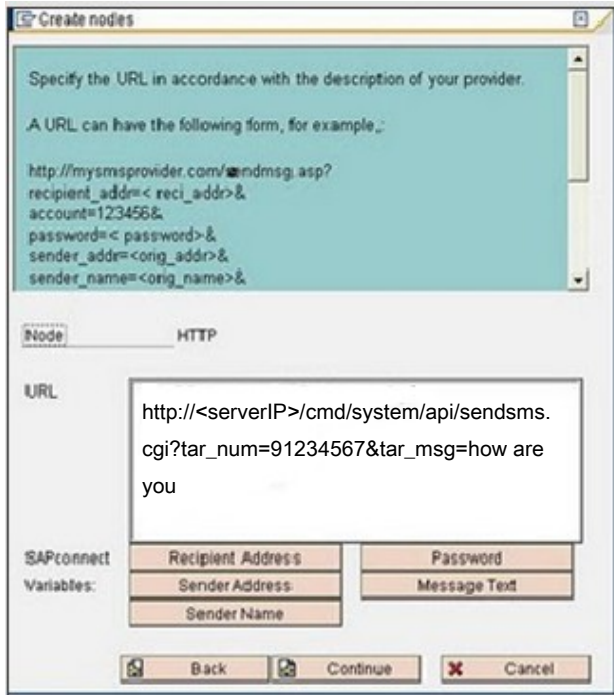 Create nodes
Specify the URL in accordance with the description of your provider.
A URL can have the following form, for example,:
http://mysmsprovider.com/sendmsg.asp?
recipient_addr=< reci_addr>&
account=123456&
password=< password>&
sender_addr=<orig_addr>&
sender_name=<orig_name>&
Node HTTP
URL
http://<serverIP>/cmd/system/api/sendsms.
cgi?tar_num=91234567&tar_msg=how are
you
SAPconnect Recipient Address Password
Variables: Sender Address Message Text
Sender Name
Back Continue Cancel